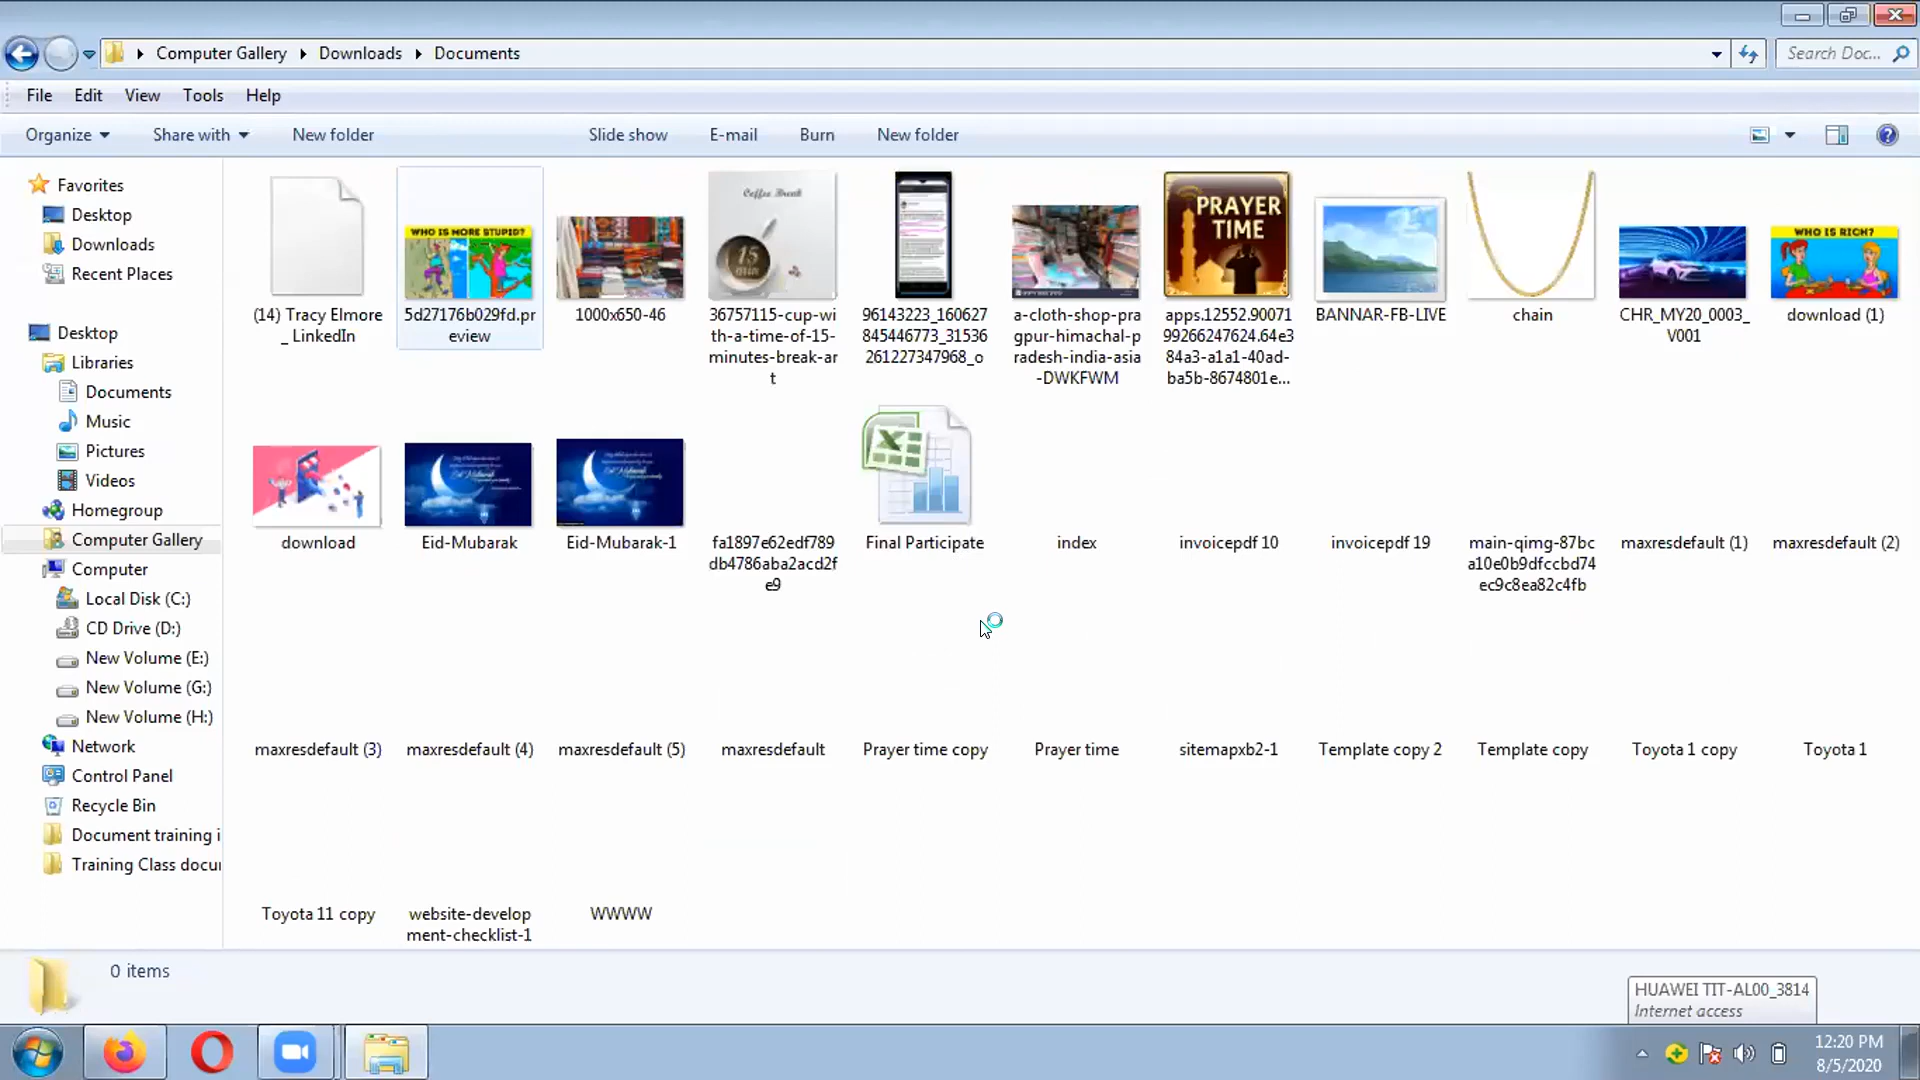 Computer Gallery
Downloads
Documents
Search Doc...
File
Edit
View
Tools
Help
Organize
Share with
New folder
Slide show
E-mail
Burn
New folder
Favorites
Desktop
Downloads
Recent Places
Desktop
Libraries
Documents
Music
Pictures
Videos
Homegroup
Computer Gallery
Computer
Local Disk (C:)
CD Drive (D:)
New Volume (E:)
New Volume (G:)
New Volume (H:)
Network
Control Panel
Recycle Bin
Document training i
Training Class docu
(14) Tracy Elmore
_ LinkedIn
WHO IS MORE STUPID?
5d27176b029fd.pr
eview
1000x650-46
Coffee Break
15
min
36757115-cup-wi
th-a-time-of-15-
minutes-break-ar
t
96143223_160627
845446773_31536
261227347968_o
a-cloth-shop-pra
gpur-himachal-p
radesh-india-asia
-DWKFWM
PRAYER
TIME
apps.12552.90071
99266247624.64e3
84a3-a1a1-40ad-
ba5b-8674801e...
BANNAR-FB-LIVE
chain
CHR_MY20_0003_
V001
WHO IS RICH?
download (1)
download
Eid-Mubarak
Eid-Mubarak-1
fa1897e62edf789
db4786aba2acd2f
e9
Final Participate
index
invoicepdf 10
invoicepdf 19
main-qimg-87bc
a10e0b9dfccbd74
ec9c8ea82c4fb
maxresdefault (1)
maxresdefault (2)
maxresdefault (3)
maxresdefault (4)
maxresdefault (5)
maxresdefault
Prayer time copy
Prayer time
sitemapxb2-1
Template copy 2
Template copy
Toyota 1 copy
Toyota 1
Toyota 11 copy
website-develop
ment-checklist-1
WWWW
0 items
HUAWEI TIT-AL00_3814
Internet access
12:20 PM
8/5/2020